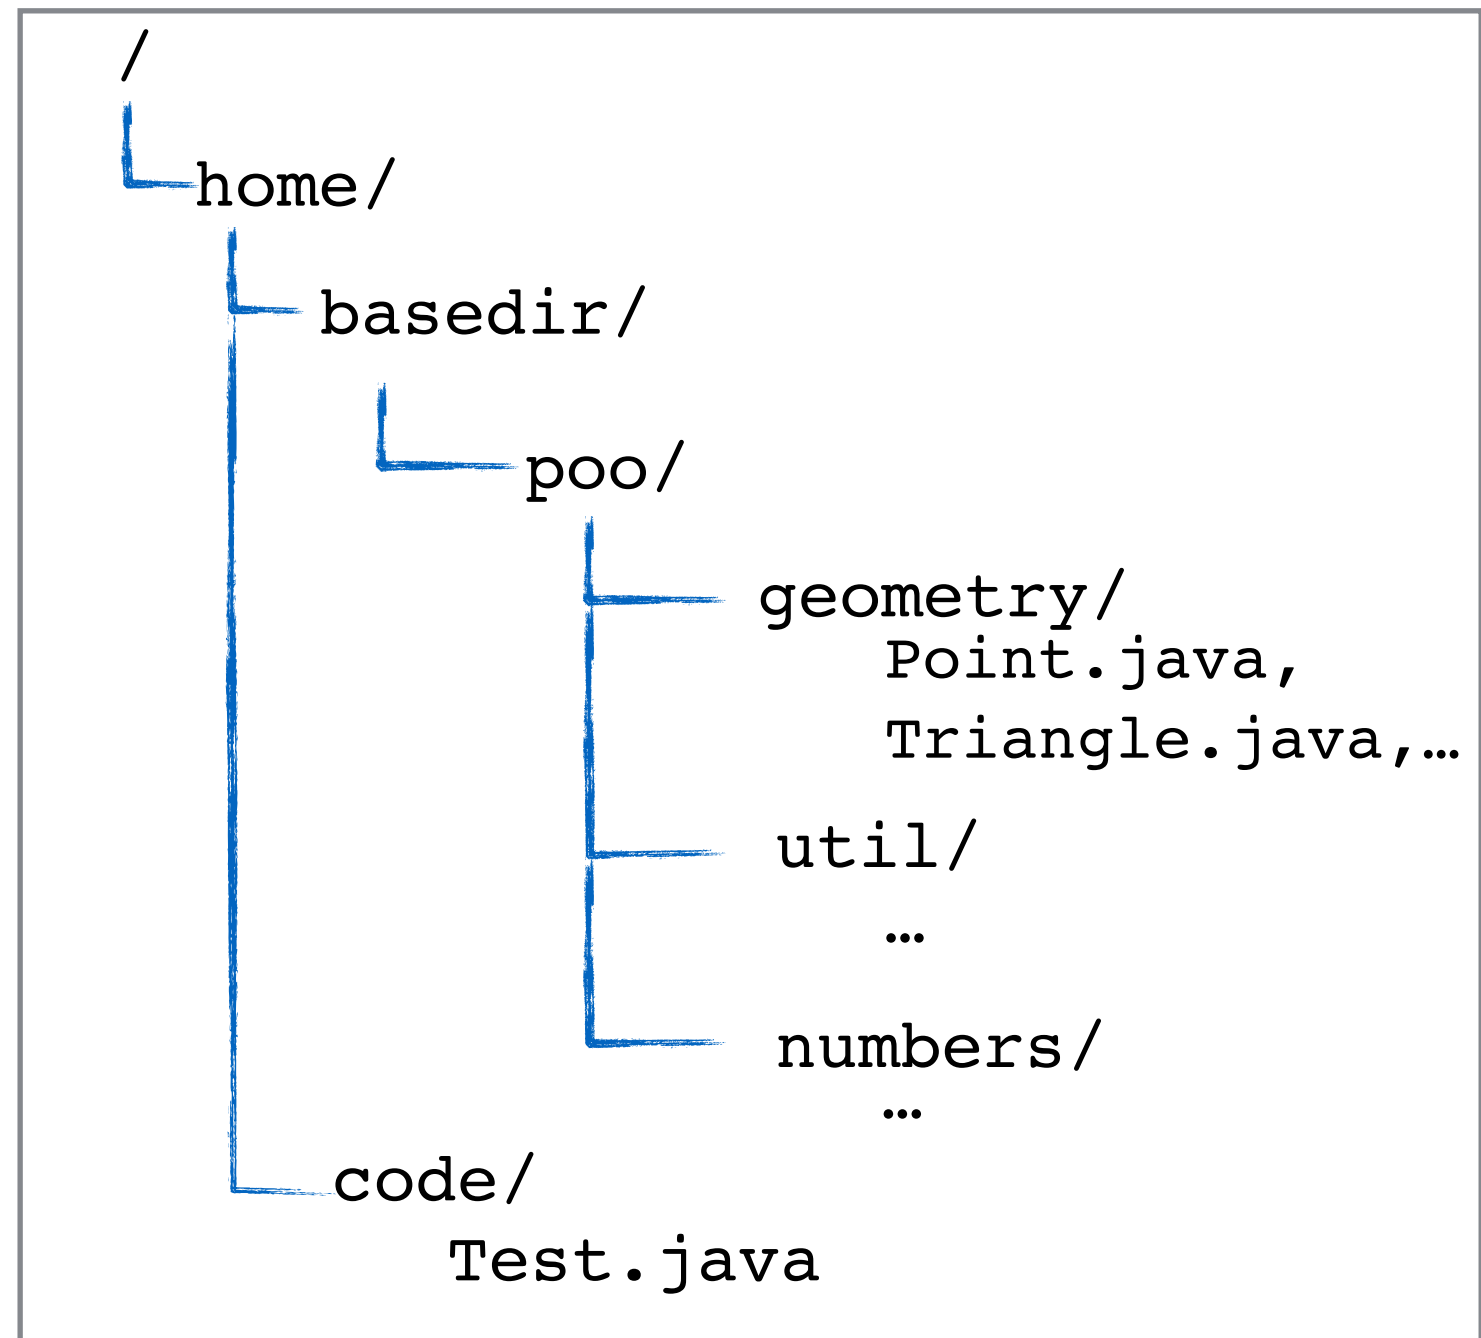 /
home/
basedir/
poo/
geometry/
Point.java,
Triangle.java,…
util/
…
numbers/
…
code/
Test.java